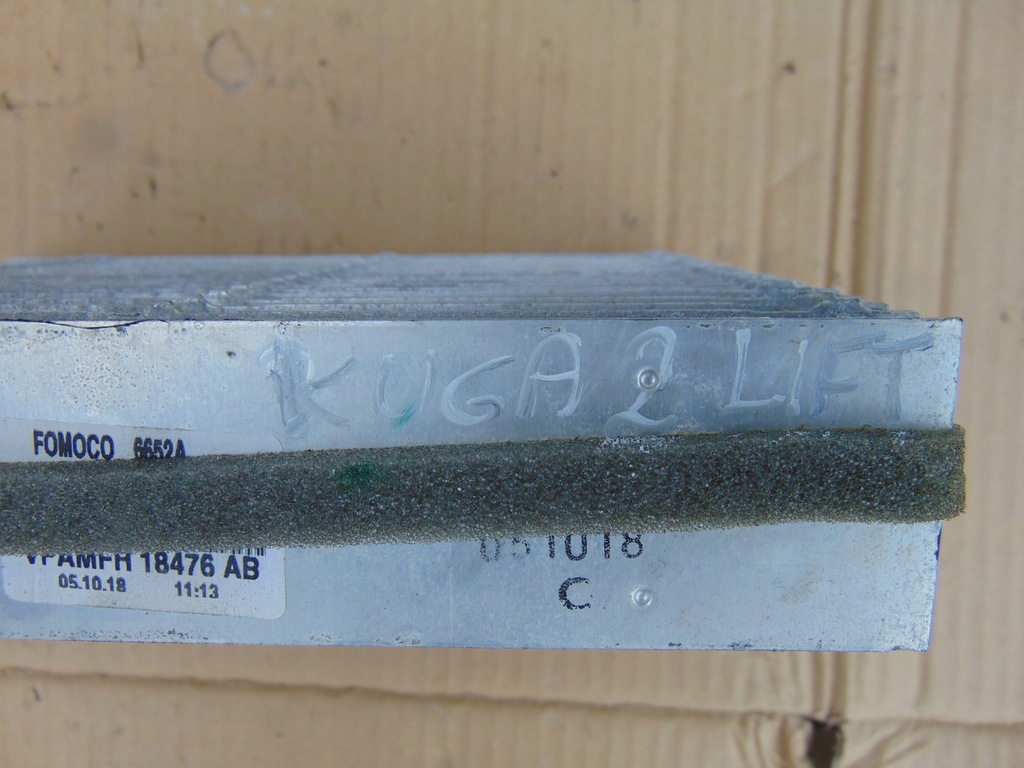 KUGA 2 LIFT
FOMOCO 6652A
VPAMFH 18476 AB
05.10.18 11:13
051018
C